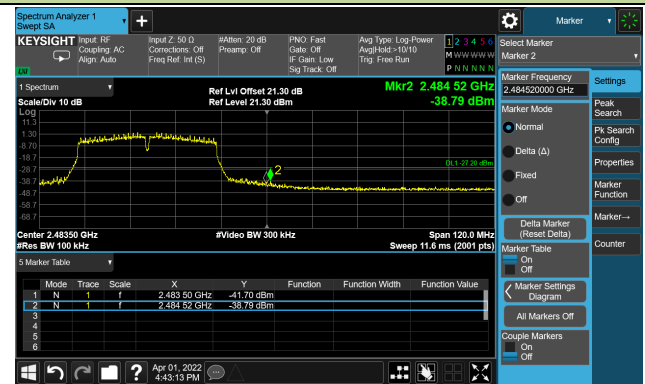 Spectrum Analyzer 1
Swept SA
+
Marker
KEYSIGHT
Input: RF
Coupling: AC
Align: Auto
Input Z: 50 Ω
Corrections: Off
Freq Ref: Int (S)
#Atten: 20 dB
Preamp: Off
PNO: Fast
Gate: Off
IF Gain: Low
Sig Track: Off
Avg Type: Log-Power
Avg|Hold:>10/10
Trig: Free Run
1 2 3 4 5 6
M W W W W W
P N N N N N
Select Marker
Marker 2
1 Spectrum
Scale/Div 10 dB
Log
Ref Lvl Offset 21.30 dB
Ref Level 21.30 dBm
Mkr2 2.484 52 GHz
-38.79 dBm
11.3
1.30
-8.70
-18.7
-28.7
-38.7
-48.7
-58.7
-68.7
2
DL1 -27.20 dBm
Center 2.48350 GHz
#Res BW 100 kHz
#Video BW 300 kHz
Span 120.0 MHz
Sweep 11.6 ms (2001 pts)
5 Marker Table
Mode Trace Scale X Y Function Function Width Function Value
1 N 1 f 2.483 50 GHz -41.70 dBm
2 N 1 f 2.484 52 GHz -38.79 dBm
3
4
5
6
Marker Frequency
2.484520000 GHz
Marker Mode
Normal
Delta (Δ)
Fixed
Off
Delta Marker
(Reset Delta)
Marker Table
On
Off
Marker Settings
Diagram
All Markers Off
Couple Markers
On
Off
Settings
Peak
Search
Pk Search
Config
Properties
Marker
Function
Marker→
Counter
?
Apr 01, 2022
4:43:13 PM